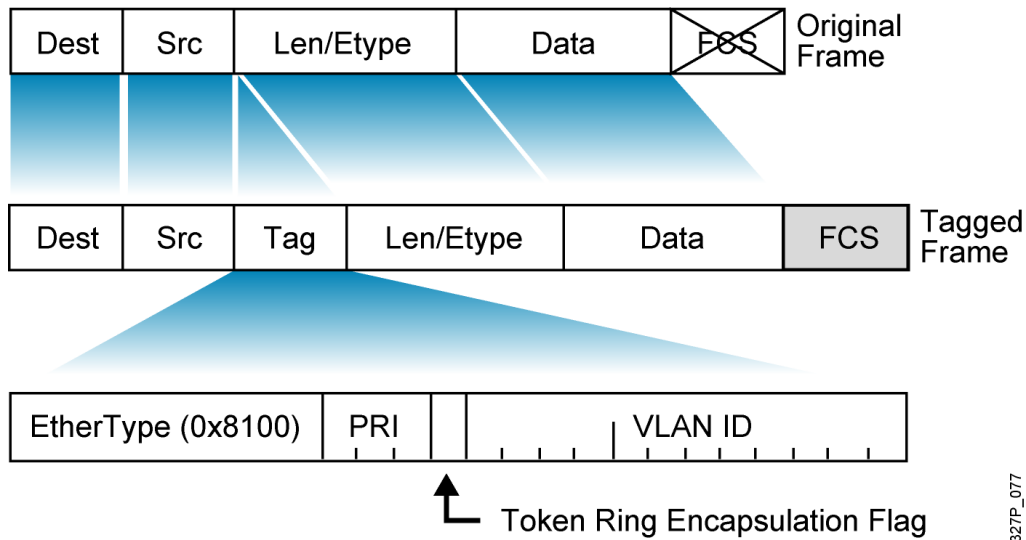 Dest Src Len/Etype Data FCS Original
Frame
Dest Src Tag Len/Etype Data FCS Tagged
Frame
EtherType (0x8100) PRI VLAN ID
Token Ring Encapsulation Flag
327P_077